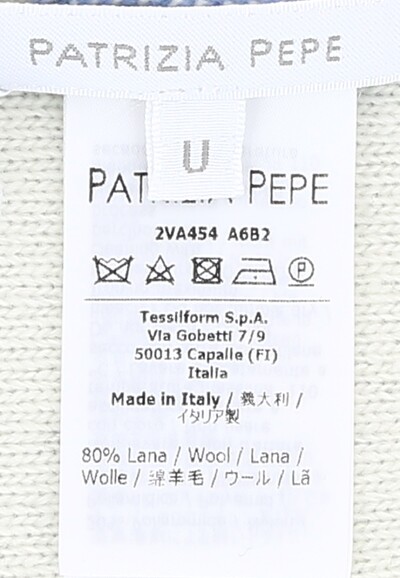 PATRIZIA PEPE
U
PATRIZIA PEPE
2VA454 A6B2
P
Tessilform S.p.A.
Via Gobetti 7/9
50013 Capalle (FI)
Italia
Made in Italy / 義大利 /
イタリア製
80% Lana / Wool / Lana /
Wolle / 綿羊毛 / ウール / Lã